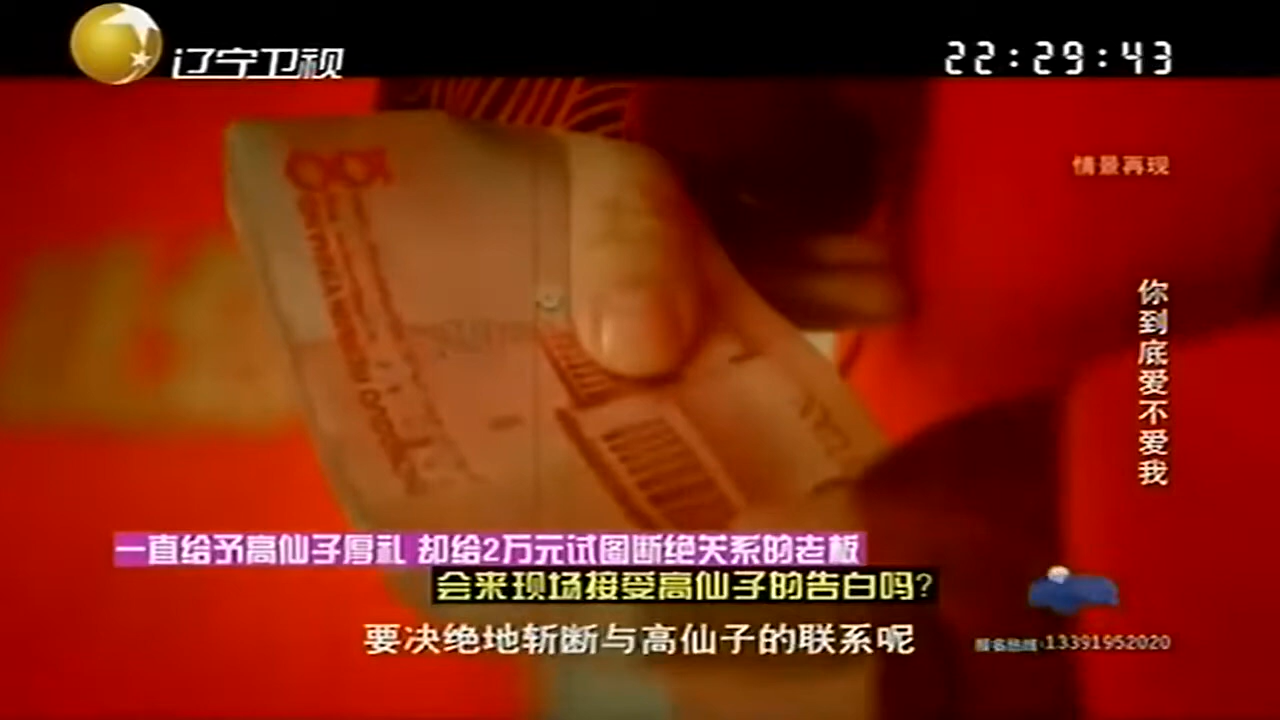 辽宁卫视
22:29:43
情景再现
你到底爱不爱我
一直给予高仙子厚礼 却给2万元试图断绝关系的老板
会来现场接受高仙子的告白吗?
要决绝地斩断与高仙子的联系呢
报名热线:13391952020
100